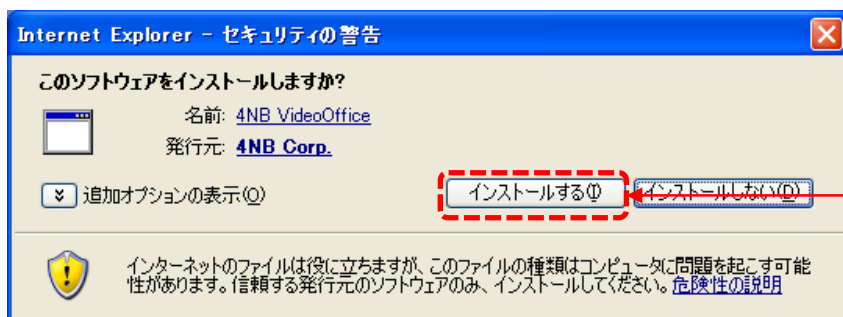 Internet Explorer - セキュリティの警告
このソフトウェアをインストールしますか?
名前: 4NB VideoOffice
発行元: 4NB Corp.
追加オプションの表示(O)
インストールする(I)
インストールしない(D)
インターネットのファイルは役に立ちますが、このファイルの種類はコンピュータに問題を起こす可能
性があります。信頼する発行元のソフトウェアのみ、インストールしてください。危険性の説明